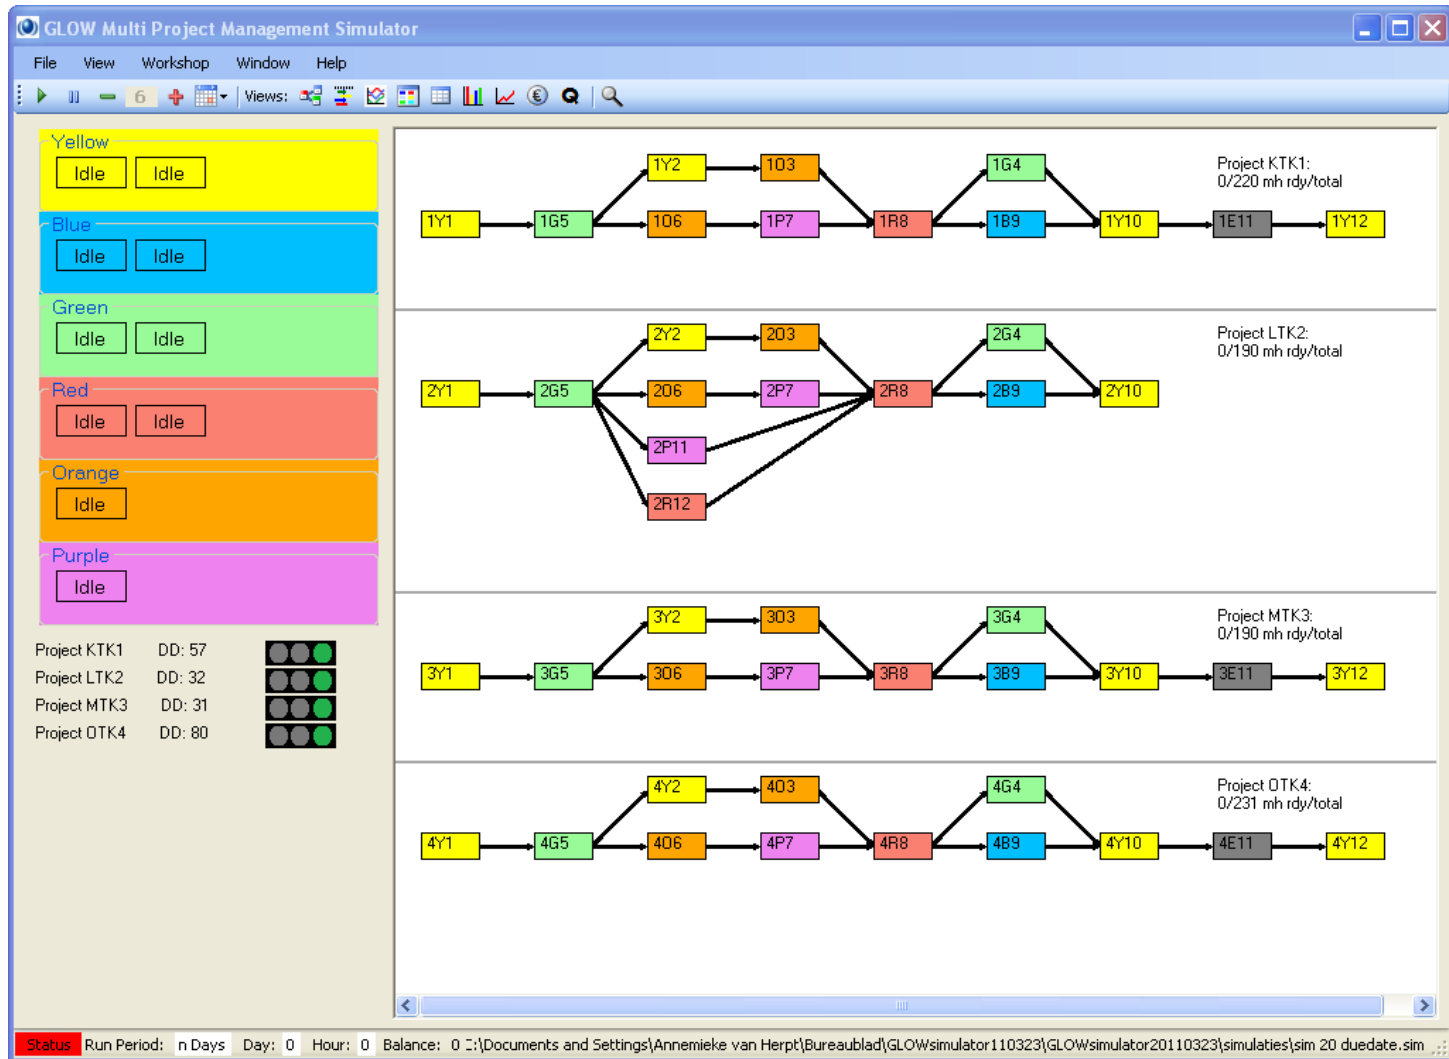 GLOW Multi Project Management Simulator
File View Workshop Window Help
6 Views:
Yellow
Idle Idle
Blue
Idle Idle
Green
Idle Idle
Red
Idle Idle
Orange
Idle
Purple
Idle
Project KTK1 DD: 57
Project LTK2 DD: 32
Project MTK3 DD: 31
Project OTK4 DD: 80
1Y2 1O3 1G4
Project KTK1:
0/220 mh rdy/total
1Y1 1G5 1O6 1P7 1R8 1B9 1Y10 1E11 1Y12
2Y2 2O3 2G4
Project LTK2:
0/190 mh rdy/total
2Y1 2G5 2O6 2P7 2R8 2B9 2Y10
2P11
2R12
3Y2 3O3 3G4
Project MTK3:
0/190 mh rdy/total
3Y1 3G5 3O6 3P7 3R8 3B9 3Y10 3E11 3Y12
4Y2 4O3 4G4
Project OTK4:
0/231 mh rdy/total
4Y1 4G5 4O6 4P7 4R8 4B9 4Y10 4E11 4Y12
Status Run Period: n Days Day: 0 Hour: 0 Balance: 0 :\Documents and Settings\Annemieke van Herpt\Bureaublad\GLOWsimulator110323\GLOWsimulator20110323\simulaties\sim 20 duedate.sim